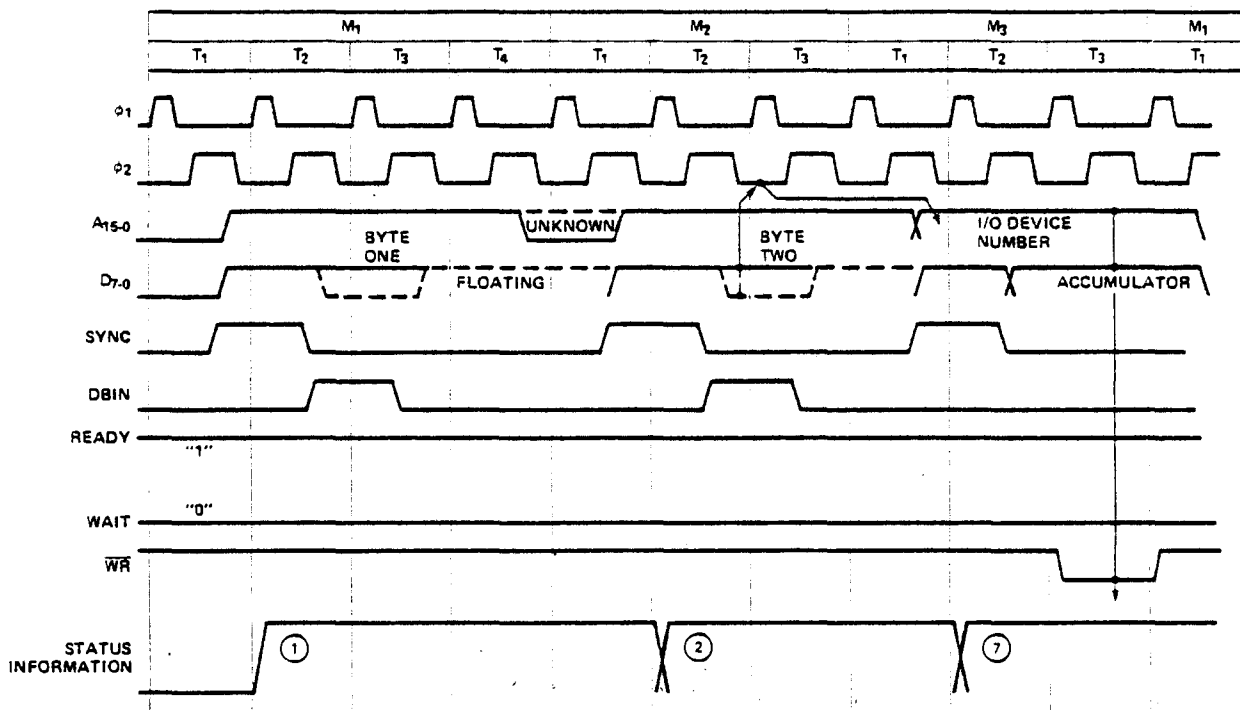 M1 M2 M3 M1
T1 T2 T3 T4 T1 T2 T3 T1 T2 T3 T1
φ1
φ2
A15-0
UNKNOWN
I/O DEVICE
NUMBER
BYTE
ONE
BYTE
TWO
D7-0
FLOATING
ACCUMULATOR
SYNC
DBIN
READY
"1"
WAIT
"0"
WR
STATUS
INFORMATION
1
2
7